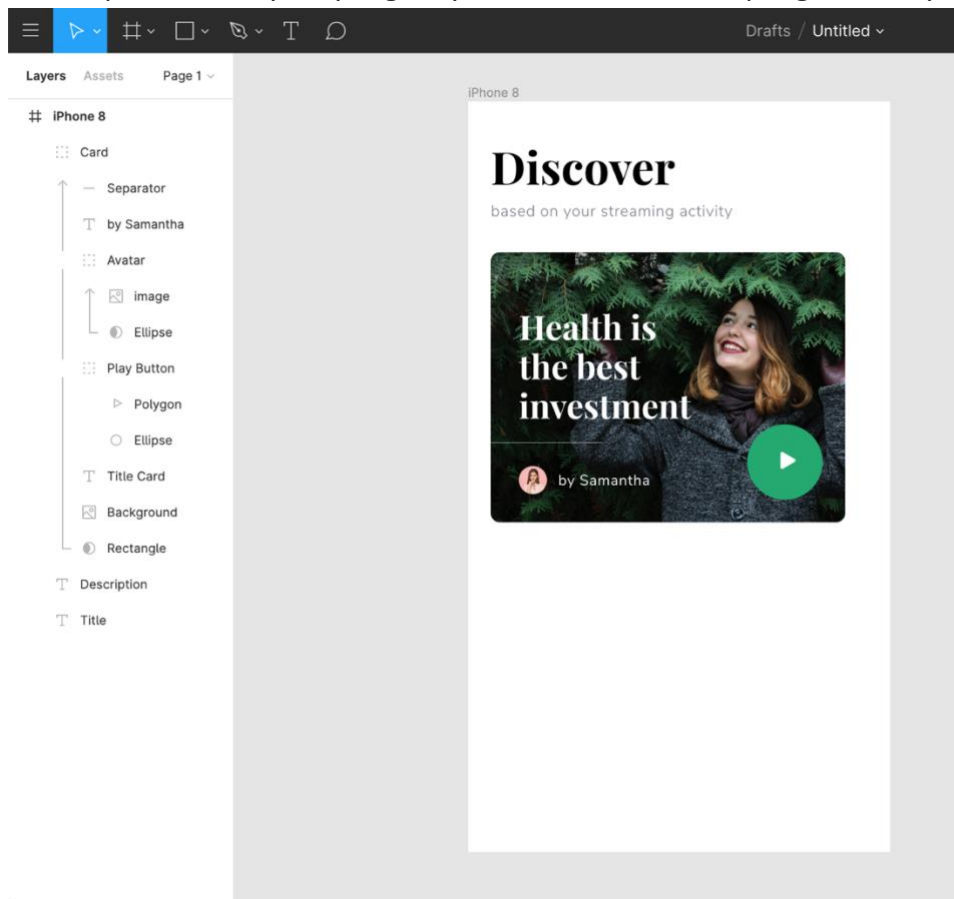 Drafts / Untitled
Layers Assets Page 1
iPhone 8
Card
Separator
by Samantha
Avatar
image
Ellipse
Play Button
Polygon
Ellipse
Title Card
Background
Rectangle
Description
Title
iPhone 8
Discover
based on your streaming activity
Health is
the best
investment
by Samantha